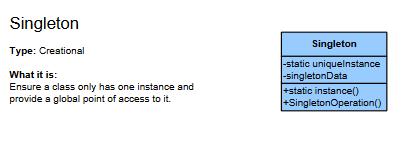 Singleton
Type: Creational
What it is:
Ensure a class only has one instance and
provide a global point of access to it.
Singleton
-static uniqueInstance
-singletonData
+static instance()
+SingletonOperation()